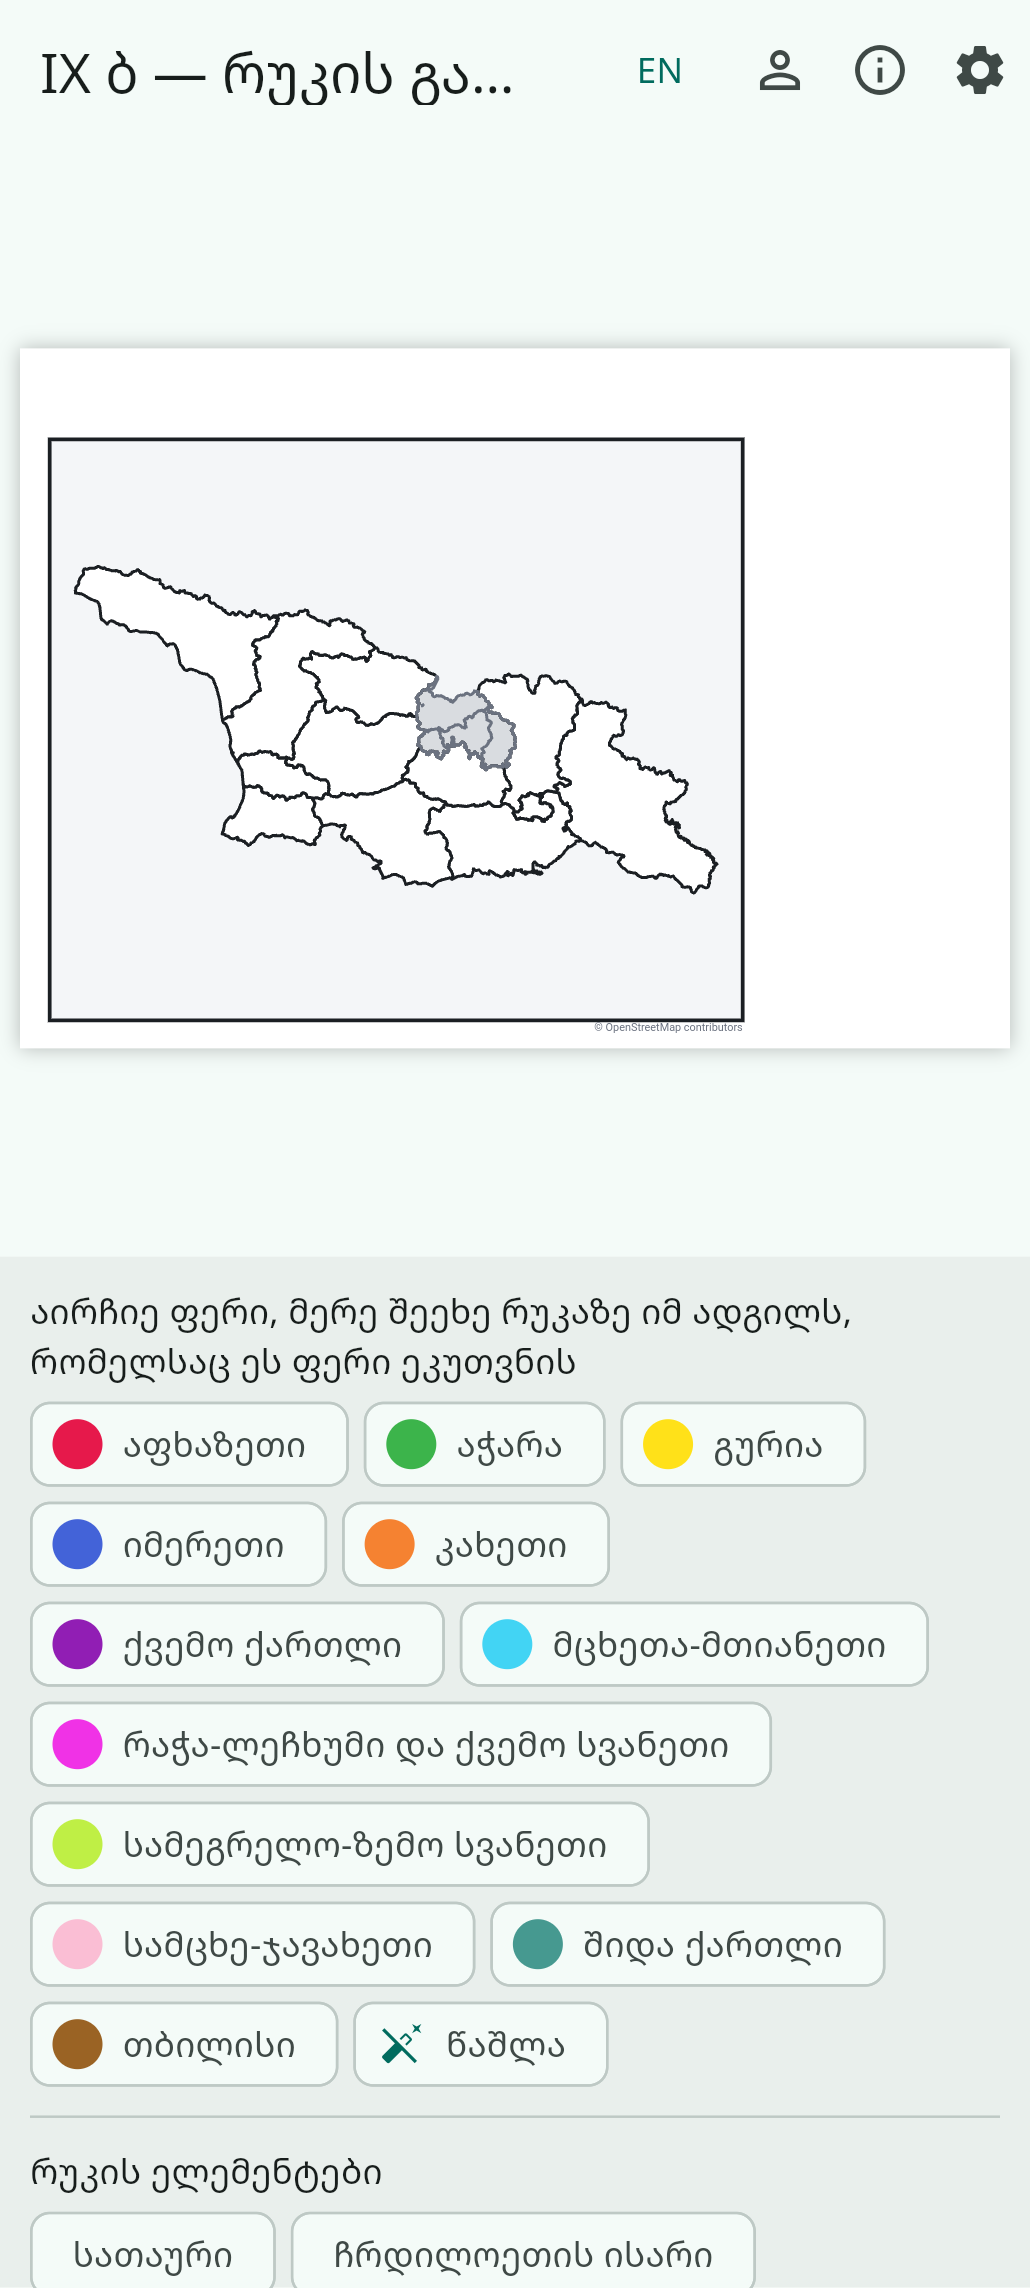 IX ბ — რუკის გა...
EN
© OpenStreetMap contributors
აირჩიე ფერი, მერე შეეხე რუკაზე იმ ადგილს,
რომელსაც ეს ფერი ეკუთვნის
აფხაზეთი აჭარა გურია
იმერეთი კახეთი
ქვემო ქართლი მცხეთა-მთიანეთი
რაჭა-ლეჩხუმი და ქვემო სვანეთი
სამეგრელო-ზემო სვანეთი
სამცხე-ჯავახეთი შიდა ქართლი
თბილისი წაშლა
რუკის ელემენტები
სათაური ჩრდილოეთის ისარი